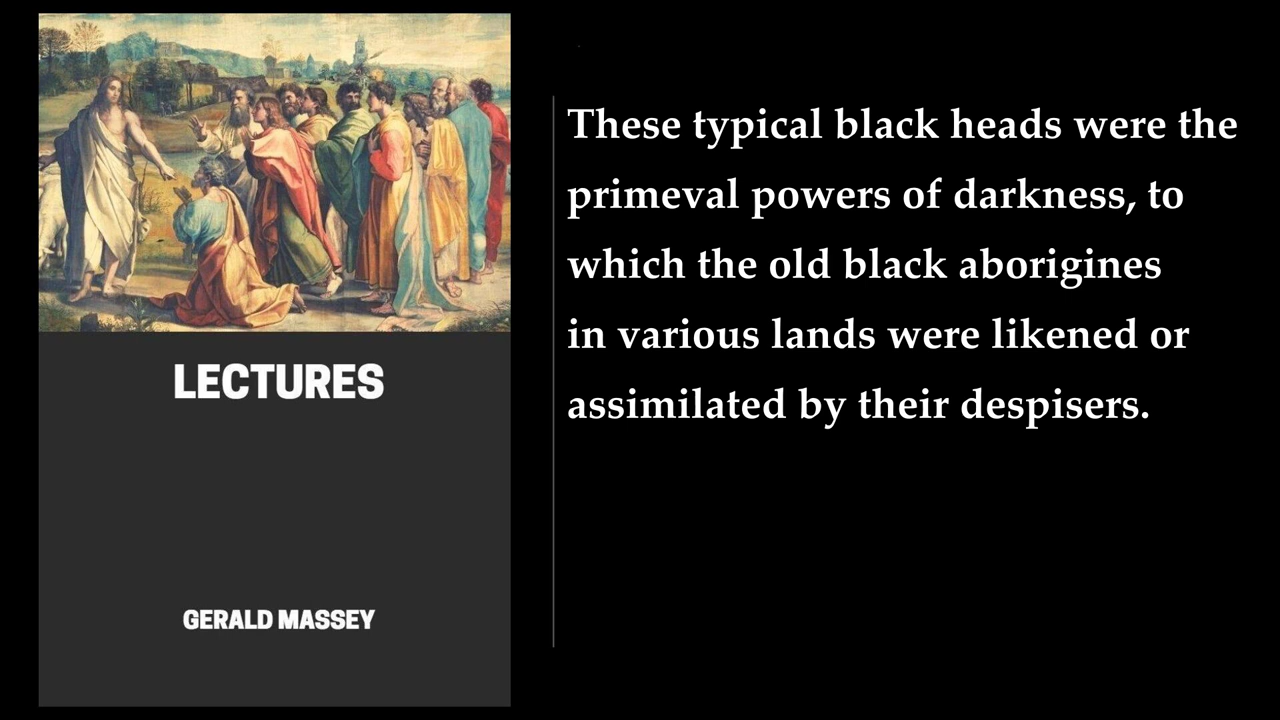 LECTURES
GERALD MASSEY
These typical black heads were the
primeval powers of darkness, to
which the old black aborigines
in various lands were likened or
assimilated by their despisers.